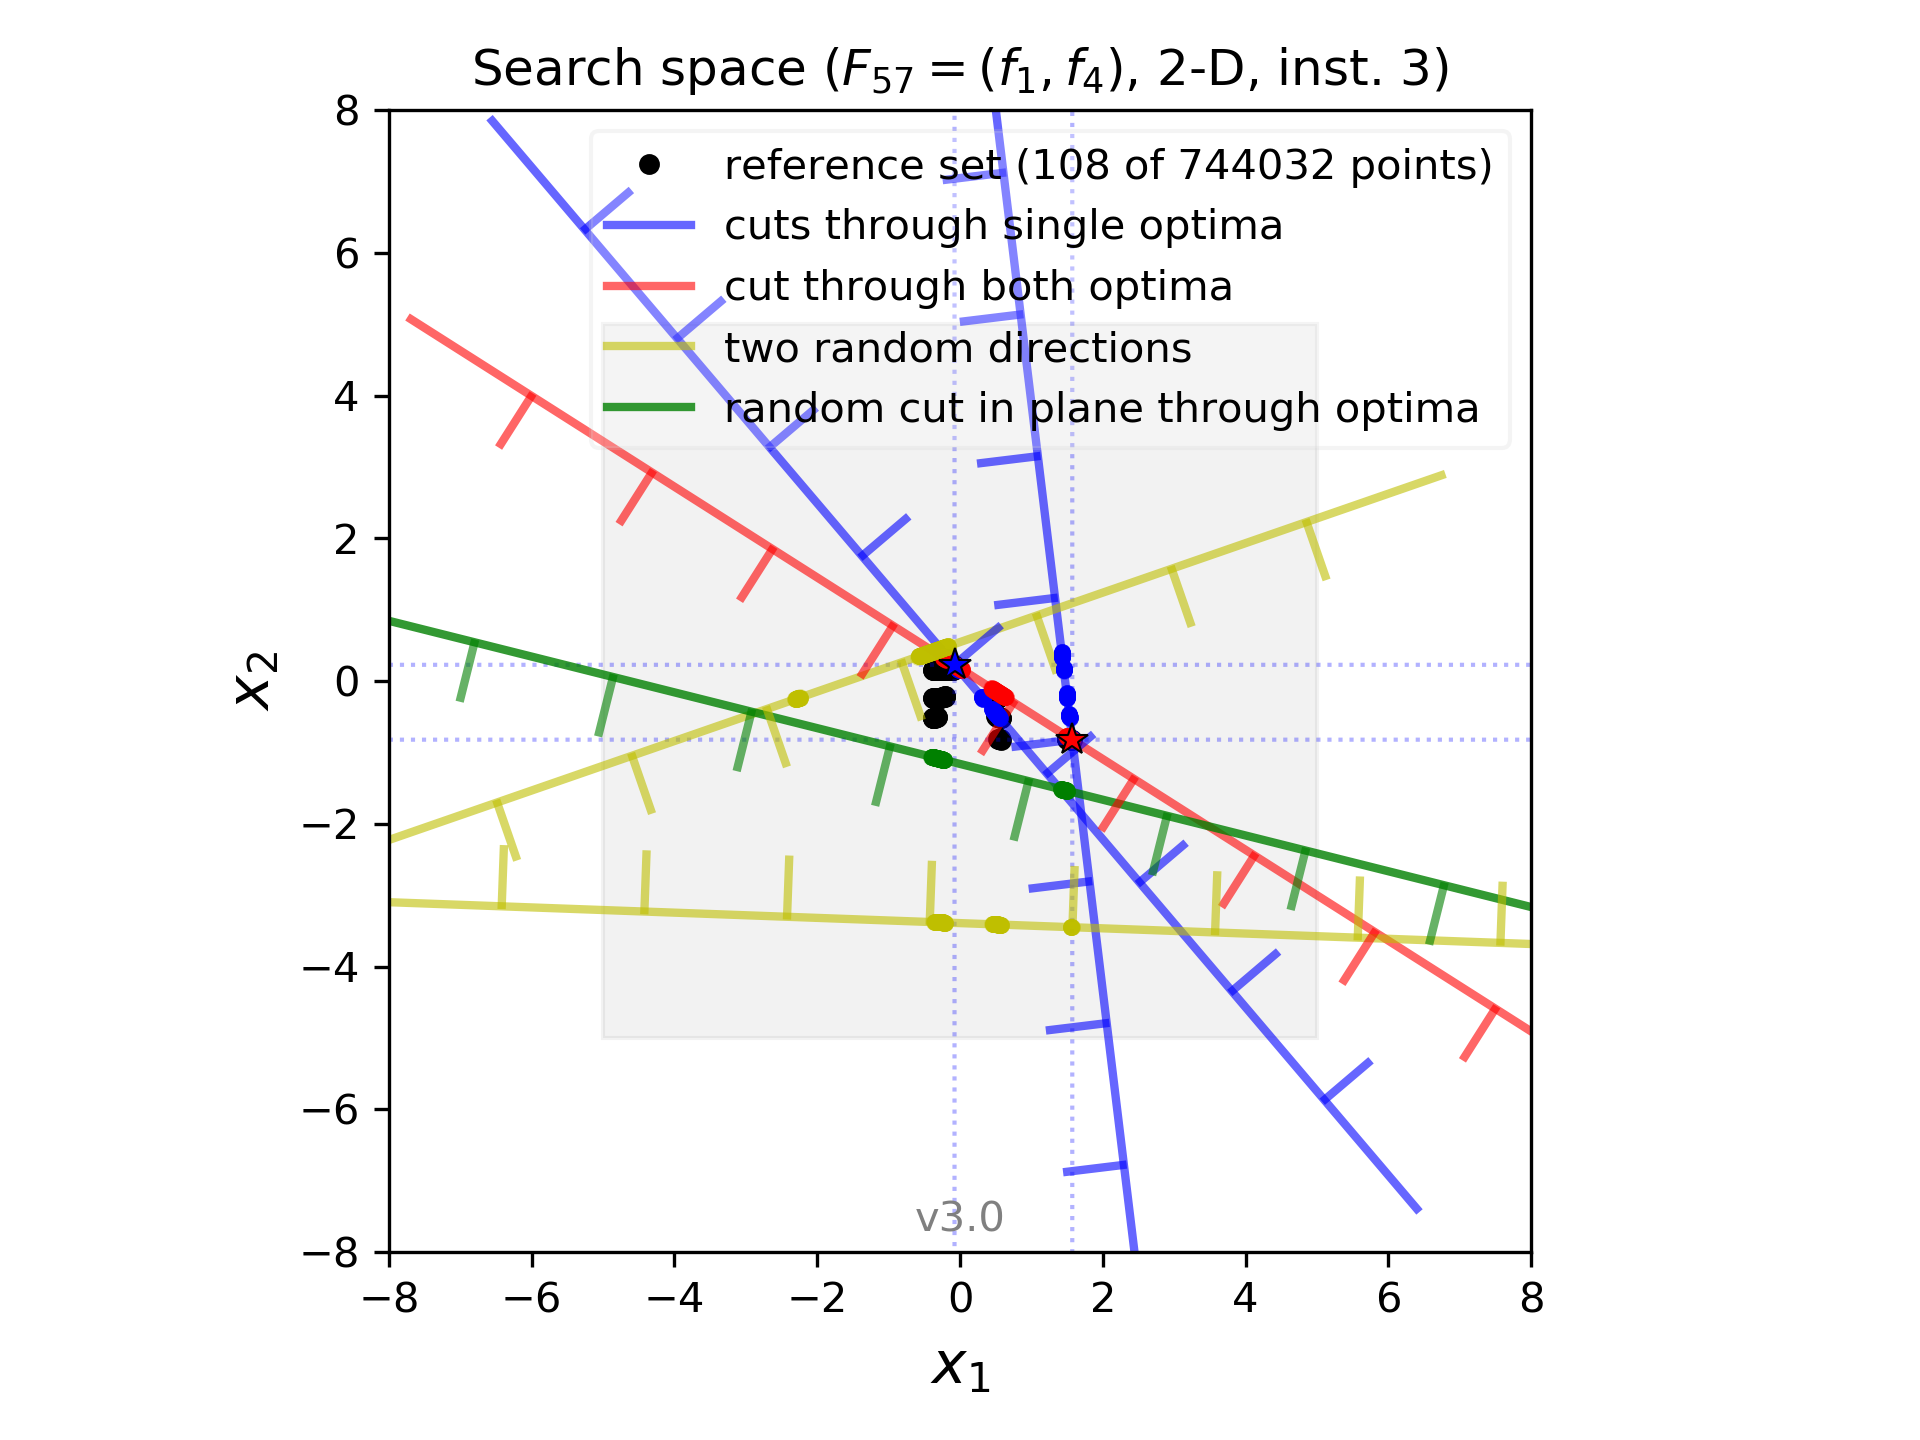 Search space (F57 = (f1, f4), 2-D, inst. 3)
reference set (108 of 744032 points)
cuts through single optima
cut through both optima
two random directions
random cut in plane through optima
8
6
4
2
0
−2
−4
−6
−8
x2
v3.0
−8 −6 −4 −2 0 2 4 6 8
x1